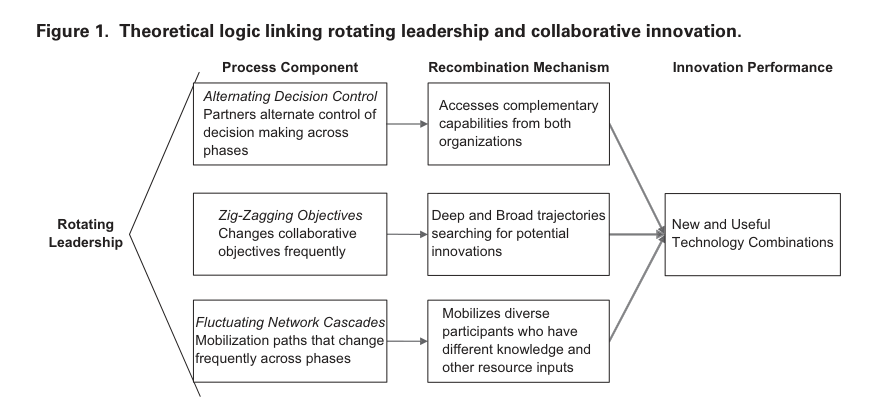 Figure 1. Theoretical logic linking rotating leadership and collaborative innovation.
Process Component
Recombination Mechanism
Innovation Performance
Rotating
Leadership
Alternating Decision Control
Partners alternate control of
decision making across
phases
Accesses complementary
capabilities from both
organizations
Zig-Zagging Objectives
Changes collaborative
objectives frequently
Deep and Broad trajectories
searching for potential
innovations
New and Useful
Technology Combinations
Fluctuating Network Cascades
Mobilization paths that change
frequently across phases
Mobilizes diverse
participants who have
different knowledge and
other resource inputs